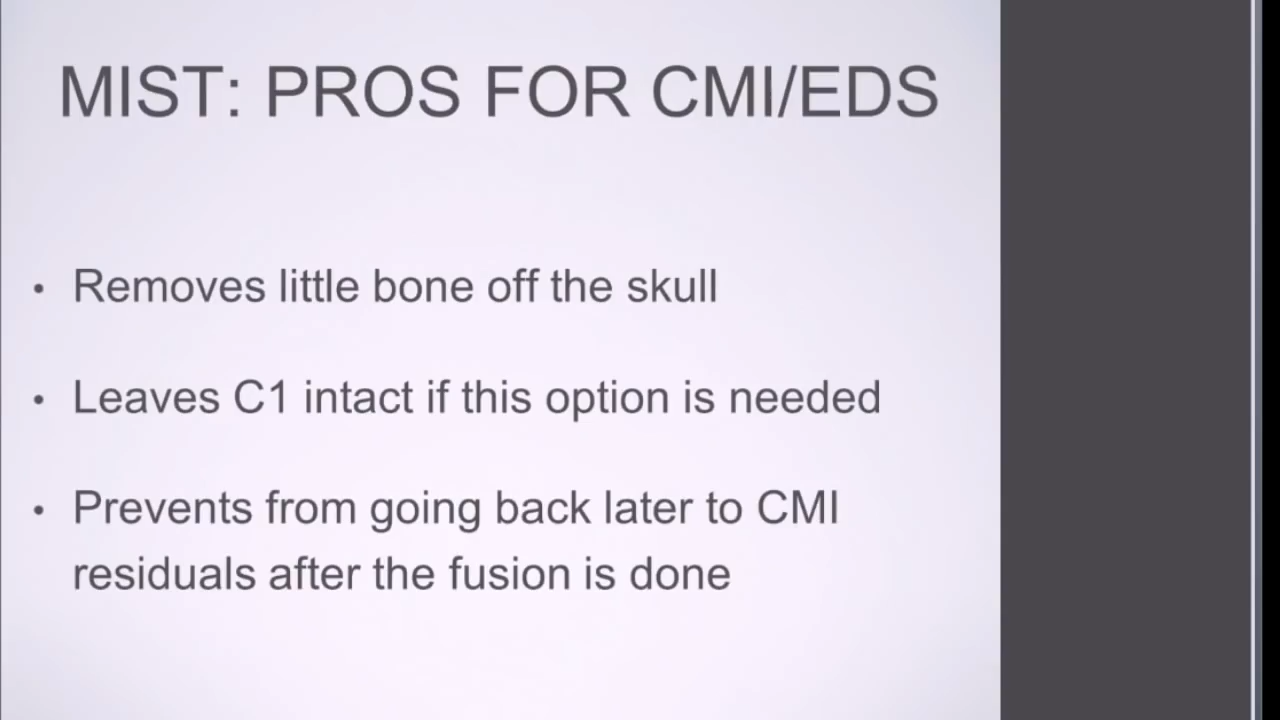 MIST: PROS FOR CMI/EDS
• Removes little bone off the skull
• Leaves C1 intact if this option is needed
• Prevents from going back later to CMI
residuals after the fusion is done